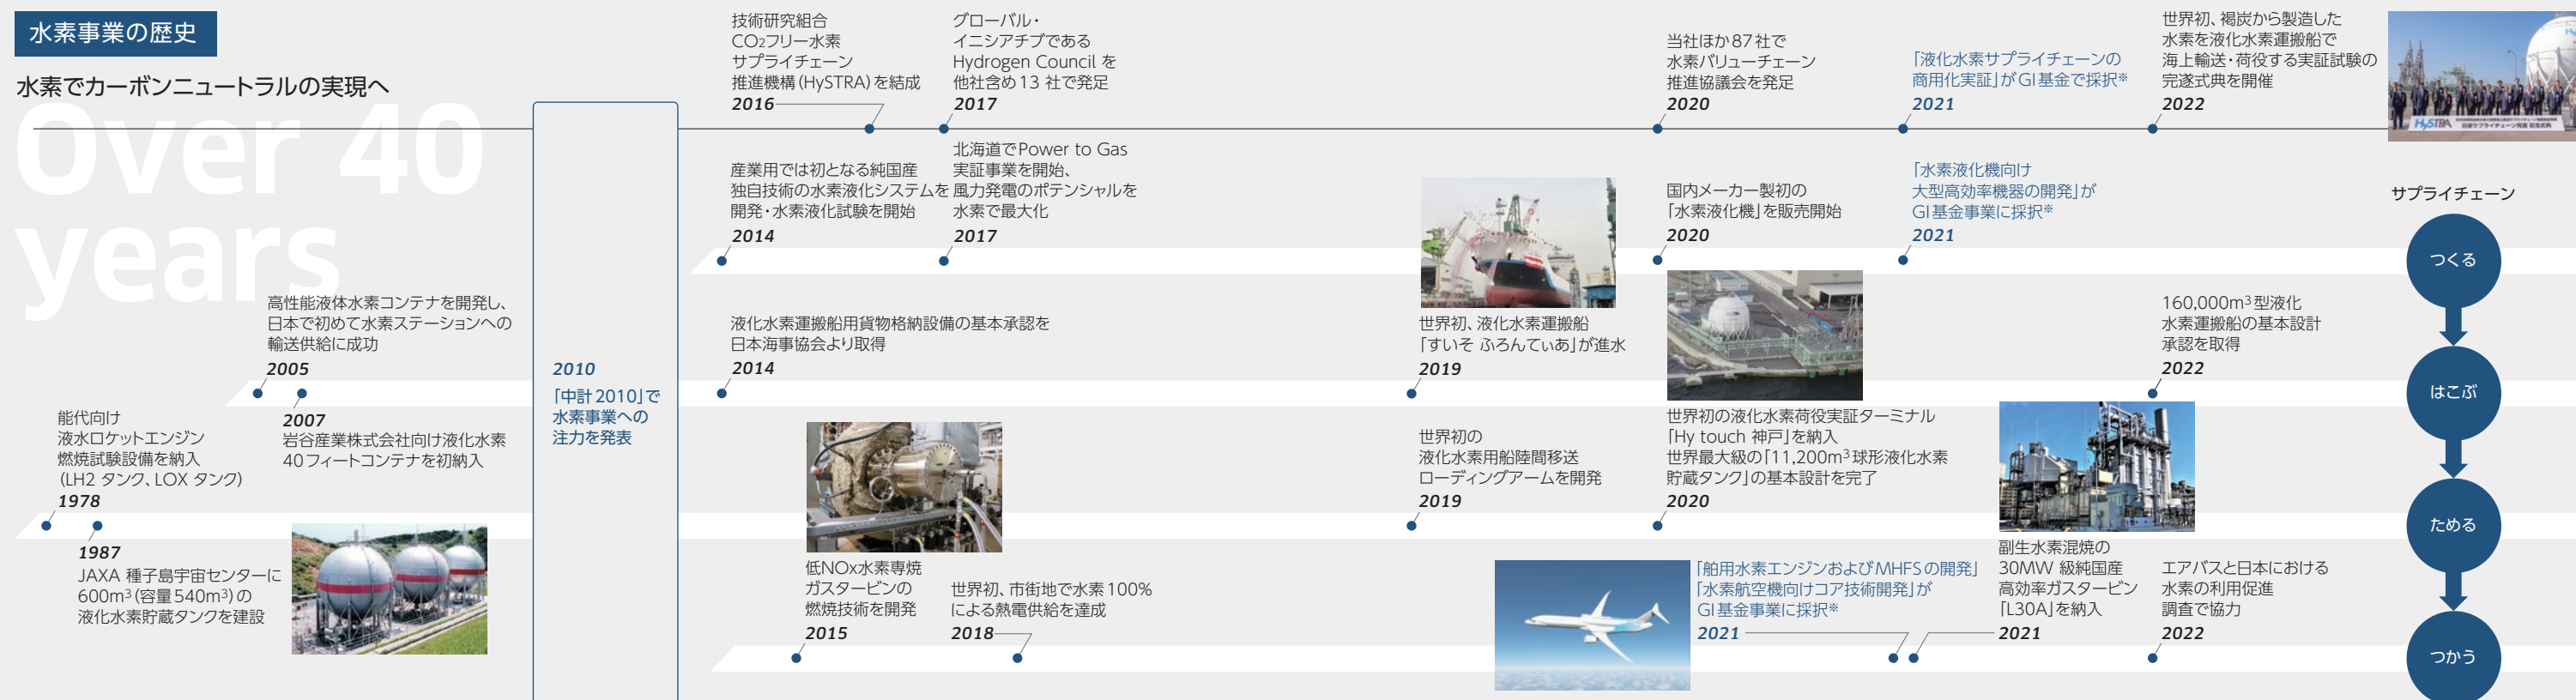 水素事業の歴史
水素でカーボンニュートラルの実現へ
Over 40
years
技術研究組合
CO₂フリー水素
サプライチェーン
推進機構（HySTRA）を結成
2016
グローバル・
イニシアチブである
Hydrogen Council を
他社含め13 社で発足
2017
当社ほか87社で
水素バリューチェーン
推進協議会を発足
2020
「液化水素サプライチェーンの
商用化実証」がGI基金で採択※
2021
世界初、褐炭から製造した
水素を液化水素運搬船で
海上輸送・荷役する実証試験の
完遂式典を開催
2022
HySTRA
産業用では初となる純国産
独自技術の水素液化システムを
開発・水素液化試験を開始
2014
北海道でPower to Gas
実証事業を開始、
風力発電のポテンシャルを
水素で最大化
2017
国内メーカー製初の
「水素液化機」を販売開始
2020
「水素液化機向け
大型高効率機器の開発」が
GI基金事業に採択※
2021
サプライチェーン
つくる
高性能液体水素コンテナを開発し、
日本で初めて水素ステーションへの
輸送供給に成功
2005
2007
岩谷産業株式会社向け液化水素
40フィートコンテナを初納入
2010
「中計2010」で
水素事業への
注力を発表
液化水素運搬船用貨物格納設備の基本承認を
日本海事協会より取得
2014
世界初、液化水素運搬船
「すいそ ふろんてぃあ」が進水
2019
160,000m³型液化
水素運搬船の基本設計
承認を取得
2022
はこぶ
能代向け
液水ロケットエンジン
燃焼試験設備を納入
（LH2 タンク、LOX タンク）
1978
1987
JAXA 種子島宇宙センターに
600m³（容量540m³）の
液化水素貯蔵タンクを建設
世界初の
液化水素用船陸間移送
ローディングアームを開発
2019
世界初の液化水素荷役実証ターミナル
「Hy touch 神戸」を納入
世界最大級の「11,200m³球形液化水素
貯蔵タンク」の基本設計を完了
2020
ためる
低NOx水素専焼
ガスタービンの
燃焼技術を開発
2015
世界初、市街地で水素100%
による熱電供給を達成
2018
「舶用水素エンジンおよびMHFSの開発」
「水素航空機向けコア技術開発」が
GI基金事業に採択※
2021
副生水素混焼の
30MW 級純国産
高効率ガスタービン
「L30A」を納入
2021
エアバスと日本における
水素の利用促進
調査で協力
2022
つかう